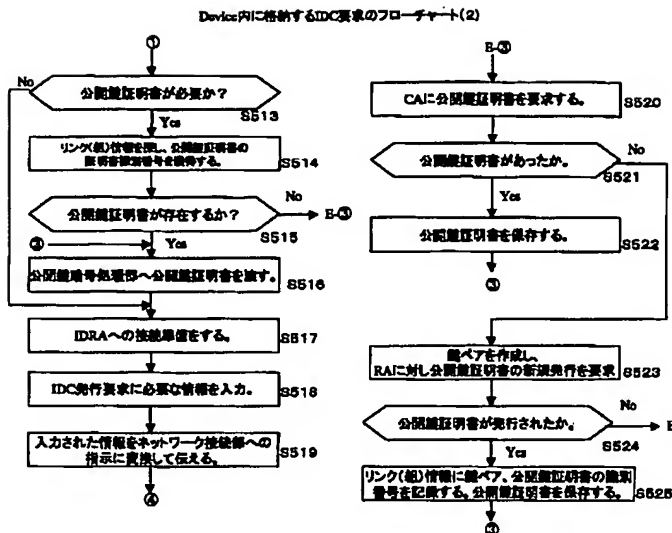 Device内に格納するIDC要求のフローチャート(2)
①
No
公開鍵証明書が必要か?
S513
Yes
リンク(組)情報を探し、公開鍵証明書の
証明書識別番号を獲得する。
S514
公開鍵証明書が存在するか?
No
E-③
S515
②
Yes
公開鍵暗号処理部へ公開鍵証明書を渡す。
S516
IDRAへの接続準備をする。
S517
IDC発行要求に必要な情報を入力。
S518
入力された情報をネットワーク接続部への
指示に変換して伝える。
S519
④
E-③
CAに公開鍵証明書を要求する。
S520
公開鍵証明書があったか。
No
S521
Yes
公開鍵証明書を保存する。
S522
③
鍵ペアを作成し、
RAに対し公開鍵証明書の新規発行を要求
S523
公開鍵証明書が発行されたか。
No
E
S524
Yes
リンク(組)情報に鍵ペア、公開鍵証明書の識別
番号を記録する。公開鍵証明書を保存する。
S525
③